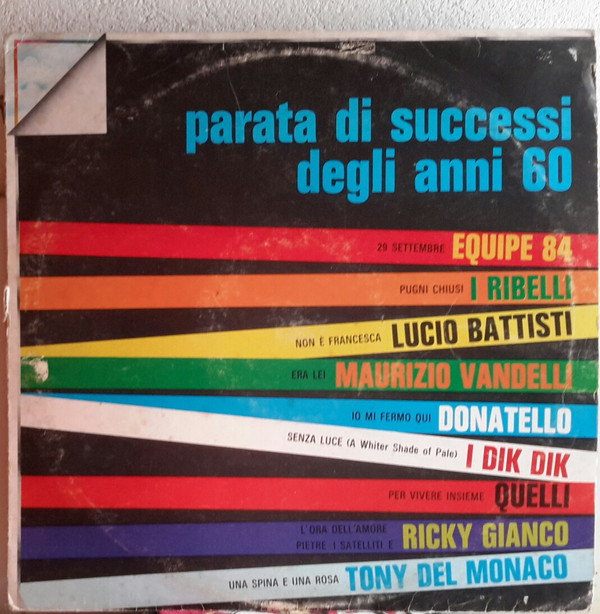 parata di successi
degli anni 60
29 SETTEMBRE EQUIPE 84
PUGNI CHIUSI I RIBELLI
NON È FRANCESCA LUCIO BATTISTI
ERA LEI MAURIZIO VANDELLI
IO MI FERMO QUI DONATELLO
SENZA LUCE (A Whiter Shade of Pale) I DIK DIK
PER VIVERE INSIEME QUELLI
L'ORA DELL'AMORE
PIETRE-I SATELLITI E RICKY GIANCO
UNA SPINA E UNA ROSA TONY DEL MONACO